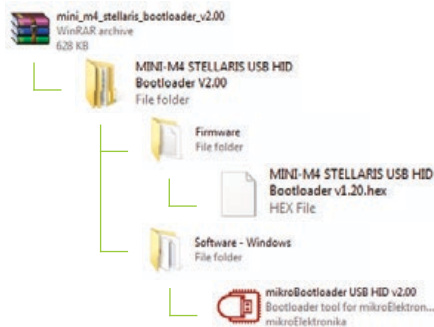 mini_m4_stellaris_bootloader_v2.00
WinRAR archive
628 KB
MINI-M4 STELLARIS USB HID
Bootloader V2.00
File folder
Firmware
File folder
MINI-M4 STELLARIS USB HID
Bootloader v1.20.hex
HEX File
Software - Windows
File folder
mikroBootloader USB HID v2.00
Bootloader tool for mikroElektron...
mikroElektronika